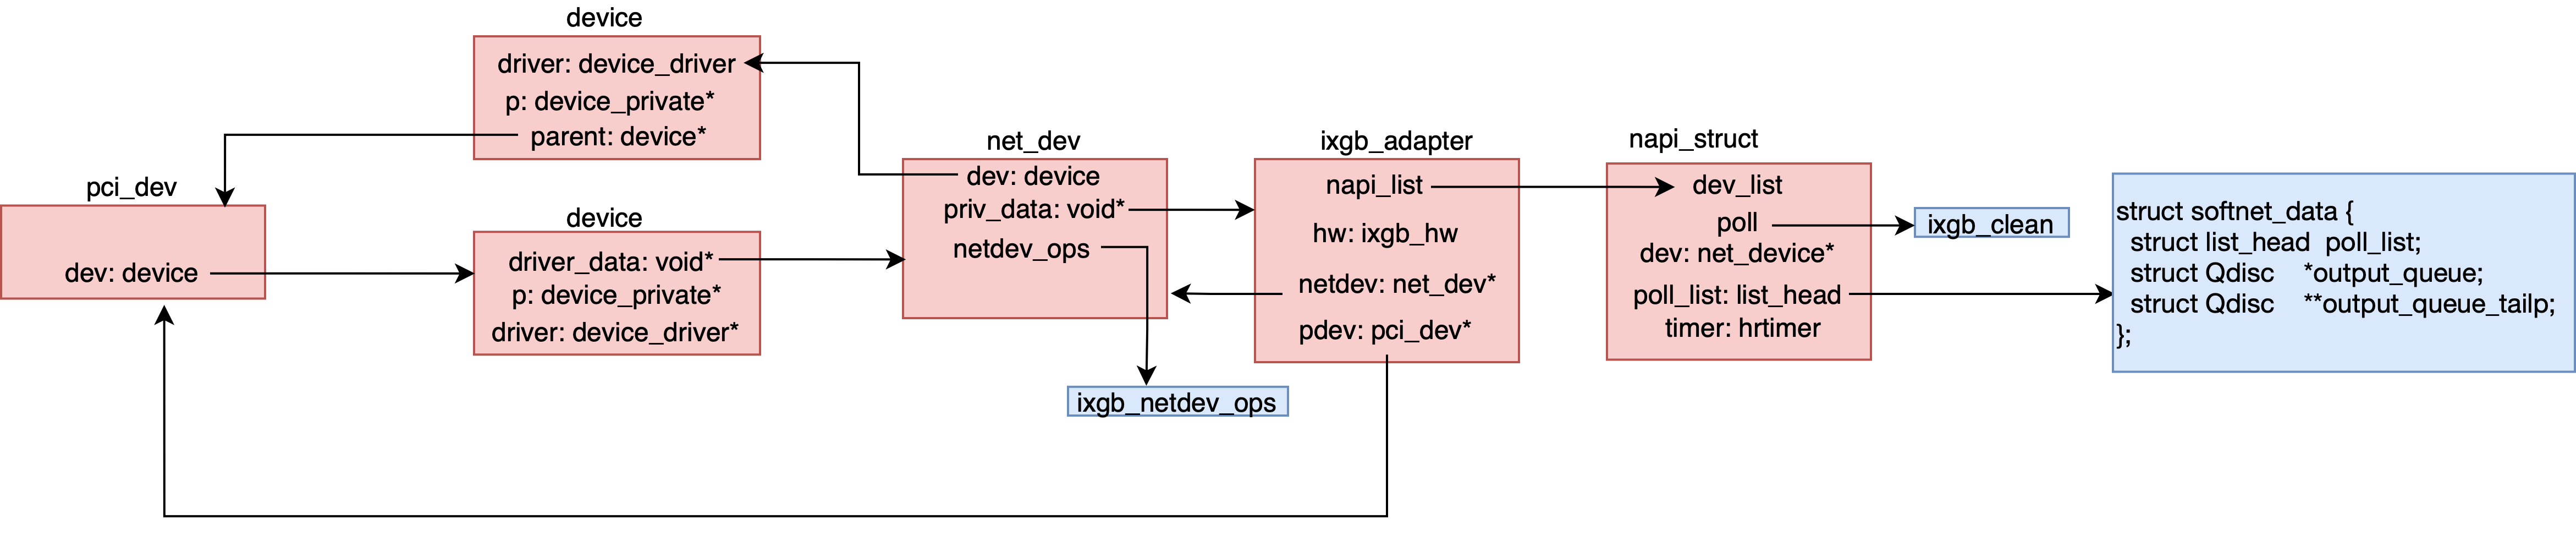 device
driver: device_driver
p: device_private*
parent: device*
pci_dev
dev: device
device
driver_data: void*
p: device_private*
driver: device_driver*
net_dev
dev: device
priv_data: void*
netdev_ops
ixgb_netdev_ops
ixgb_adapter
napi_list
hw: ixgb_hw
netdev: net_dev*
pdev: pci_dev*
napi_struct
dev_list
poll
dev: net_device*
poll_list: list_head
timer: hrtimer
ixgb_clean
struct softnet_data {
struct list_head poll_list;
struct Qdisc *output_queue;
struct Qdisc **output_queue_tailp;
};